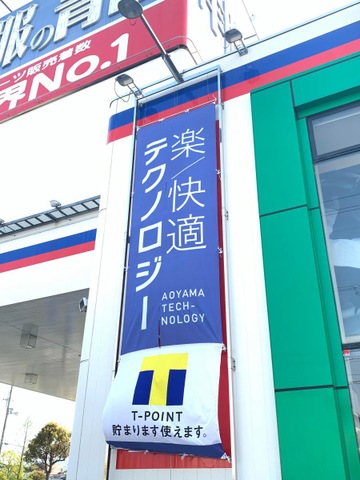 服の青
ーツ販売着数
界No.1
楽/快適
テクノロジー
AOYAMA
TECH-
NOLOGY
T
T-POINT
貯まります使えます。